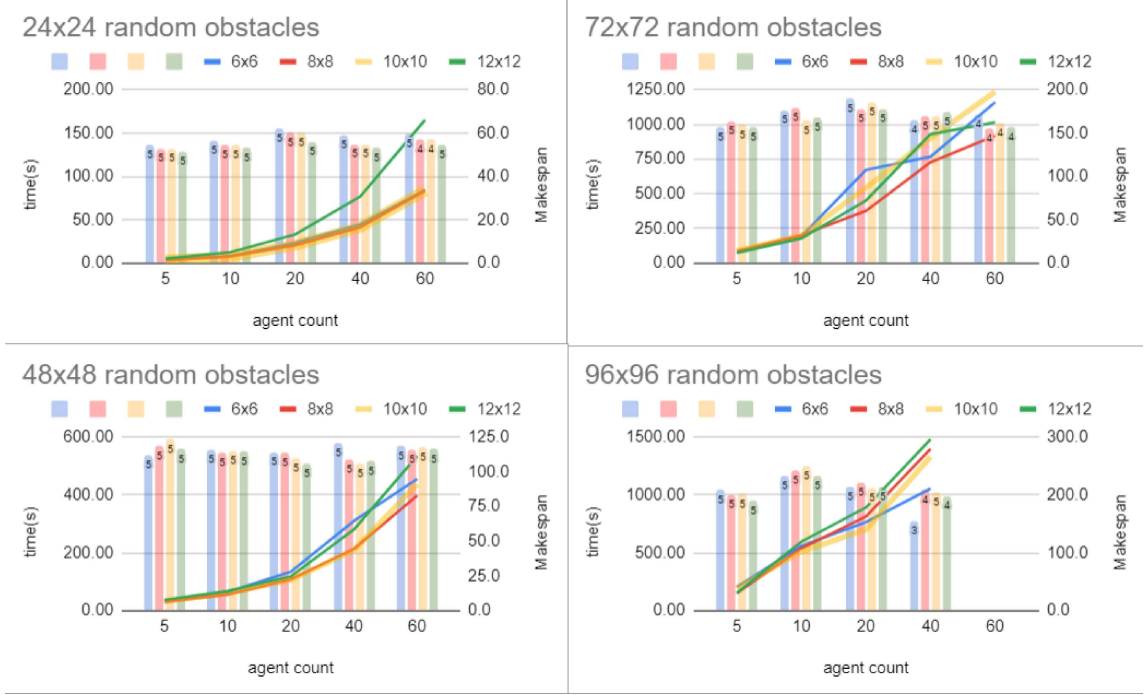 24x24 random obstacles
6x6 8x8 10x10 12x12
200.00 80.0
150.00 60.0
100.00 40.0
50.00 20.0
0.00 0.0
time(s)
Makespan
5 5 5 5 5 5 5 5 5 5 5 5 5 5 5 5 5 4 4 5
5 10 20 40 60
agent count
72x72 random obstacles
6x6 8x8 10x10 12x12
1250.00 200.0
1000.00 150.0
750.00
500.00 100.0
250.00 50.0
0.00 0.0
time(s)
Makespan
5 5 5 5 5 5 5 5 5 5 5 5 5 5 5 5 4 4 4 4
5 10 20 40 60
agent count
48x48 random obstacles
6x6 8x8 10x10 12x12
600.00 125.0
400.00 100.0
75.0
200.00 50.0
25.0
0.00 0.0
time(s)
Makespan
5 5 5 5 5 5 5 5 5 5 5 5 5 5 5 5 5 5 5 5
5 10 20 40 60
agent count
96x96 random obstacles
6x6 8x8 10x10 12x12
1500.00 300.0
1000.00 200.0
500.00 100.0
0.00 0.0
time(s)
Makespan
5 5 5 5 5 5 5 5 5 5 5 5 3 4 5 4
5 10 20 40 60
agent count